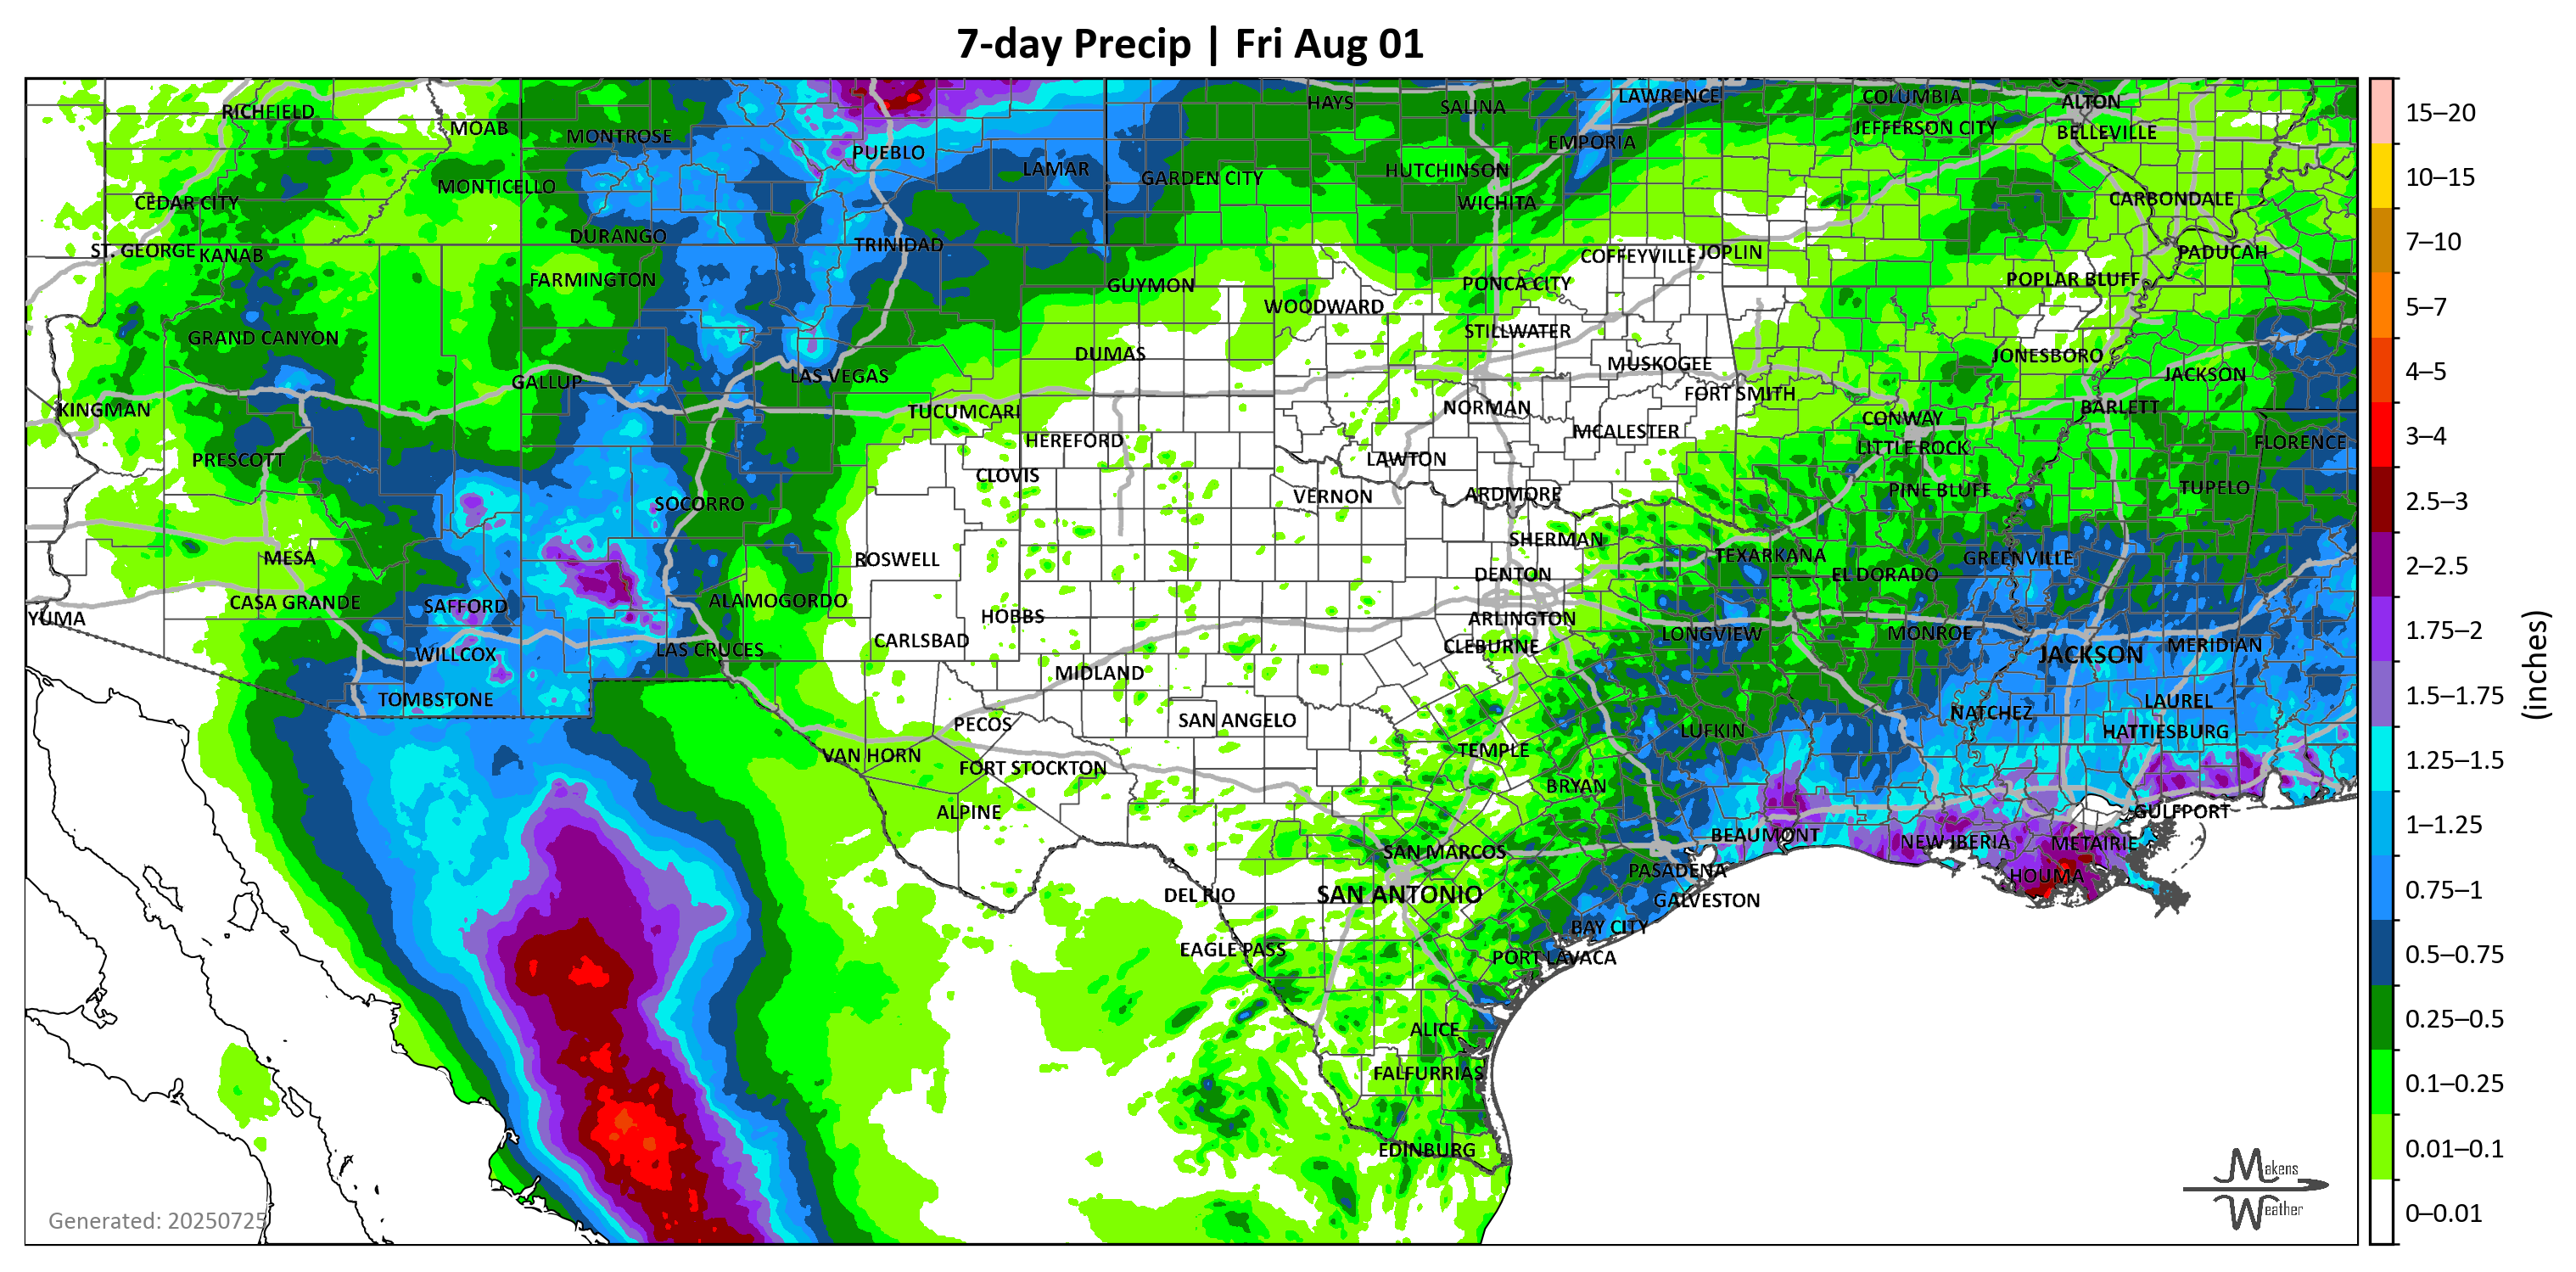 7-day Precip | Fri Aug 01
RICHFIELD
MOAB
MONTROSE
PUEBLO
LAMAR
HAYS
SALINA
LAWRENCE
COLUMBIA
ALTON
GARDEN CITY
HUTCHINSON
EMPORIA
JEFFERSON CITY
BELLEVILLE
MONTICELLO
CEDAR CITY
WICHITA
CARBONDALE
ST. GEORGE
KANAB
DURANGO
TRINIDAD
COFFEYVILLE
JOPLIN
PADUCAH
FARMINGTON
GUYMON
WOODWARD
PONCA CITY
POPLAR BLUFF
GRAND CANYON
DUMAS
STILLWATER
MUSKOGEE
JONESBORO
JACKSON
GALLUP
LAS VEGAS
FORT SMITH
KINGMAN
TUCUMCARI
NORMAN
CONWAY
BARLETT
PRESCOTT
HEREFORD
MCALESTER
LITTLE ROCK
FLORENCE
CLOVIS
LAWTON
SOCORRO
VERNON
ARDMORE
PINE BLUFF
TUPELO
MESA
ROSWELL
SHERMAN
TEXARKANA
GREENVILLE
DENTON
EL DORADO
YUMA
CASA GRANDE
SAFFORD
ALAMOGORDO
HOBBS
ARLINGTON
LONGVIEW
MONROE
WILLCOX
LAS CRUCES
CARLSBAD
CLEBURNE
JACKSON
MERIDIAN
TOMBSTONE
MIDLAND
PECOS
SAN ANGELO
LUFKIN
NATCHEZ
LAUREL
HATTIESBURG
VAN HORN
FORT STOCKTON
TEMPLE
BRYAN
ALPINE
GULFPORT
SAN MARCOS
BEAUMONT
NEW IBERIA
METAIRIE
DEL RIO
SAN ANTONIO
PASADENA
GALVESTON
HOUMA
EAGLE PASS
BAY CITY
PORT LAVACA
ALICE
FALFURRIAS
EDINBURG
Generated: 20250725
Makens
Weather
15–20
10–15
7–10
5–7
4–5
3–4
2.5–3
2–2.5
1.75–2
1.5–1.75
1.25–1.5
1–1.25
0.75–1
0.5–0.75
0.25–0.5
0.1–0.25
0.01–0.1
0–0.01
(inches)